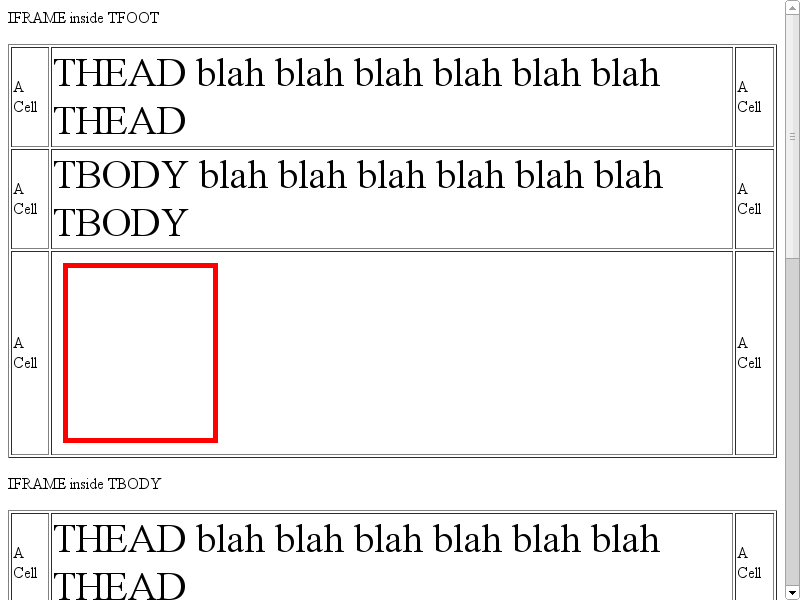 IFRAME inside TFOOT
A Cell THEAD blah blah blah blah blah blah THEAD A Cell
A Cell TBODY blah blah blah blah blah blah TBODY A Cell
A Cell A Cell
IFRAME inside TBODY
A Cell THEAD blah blah blah blah blah blah THEAD A Cell